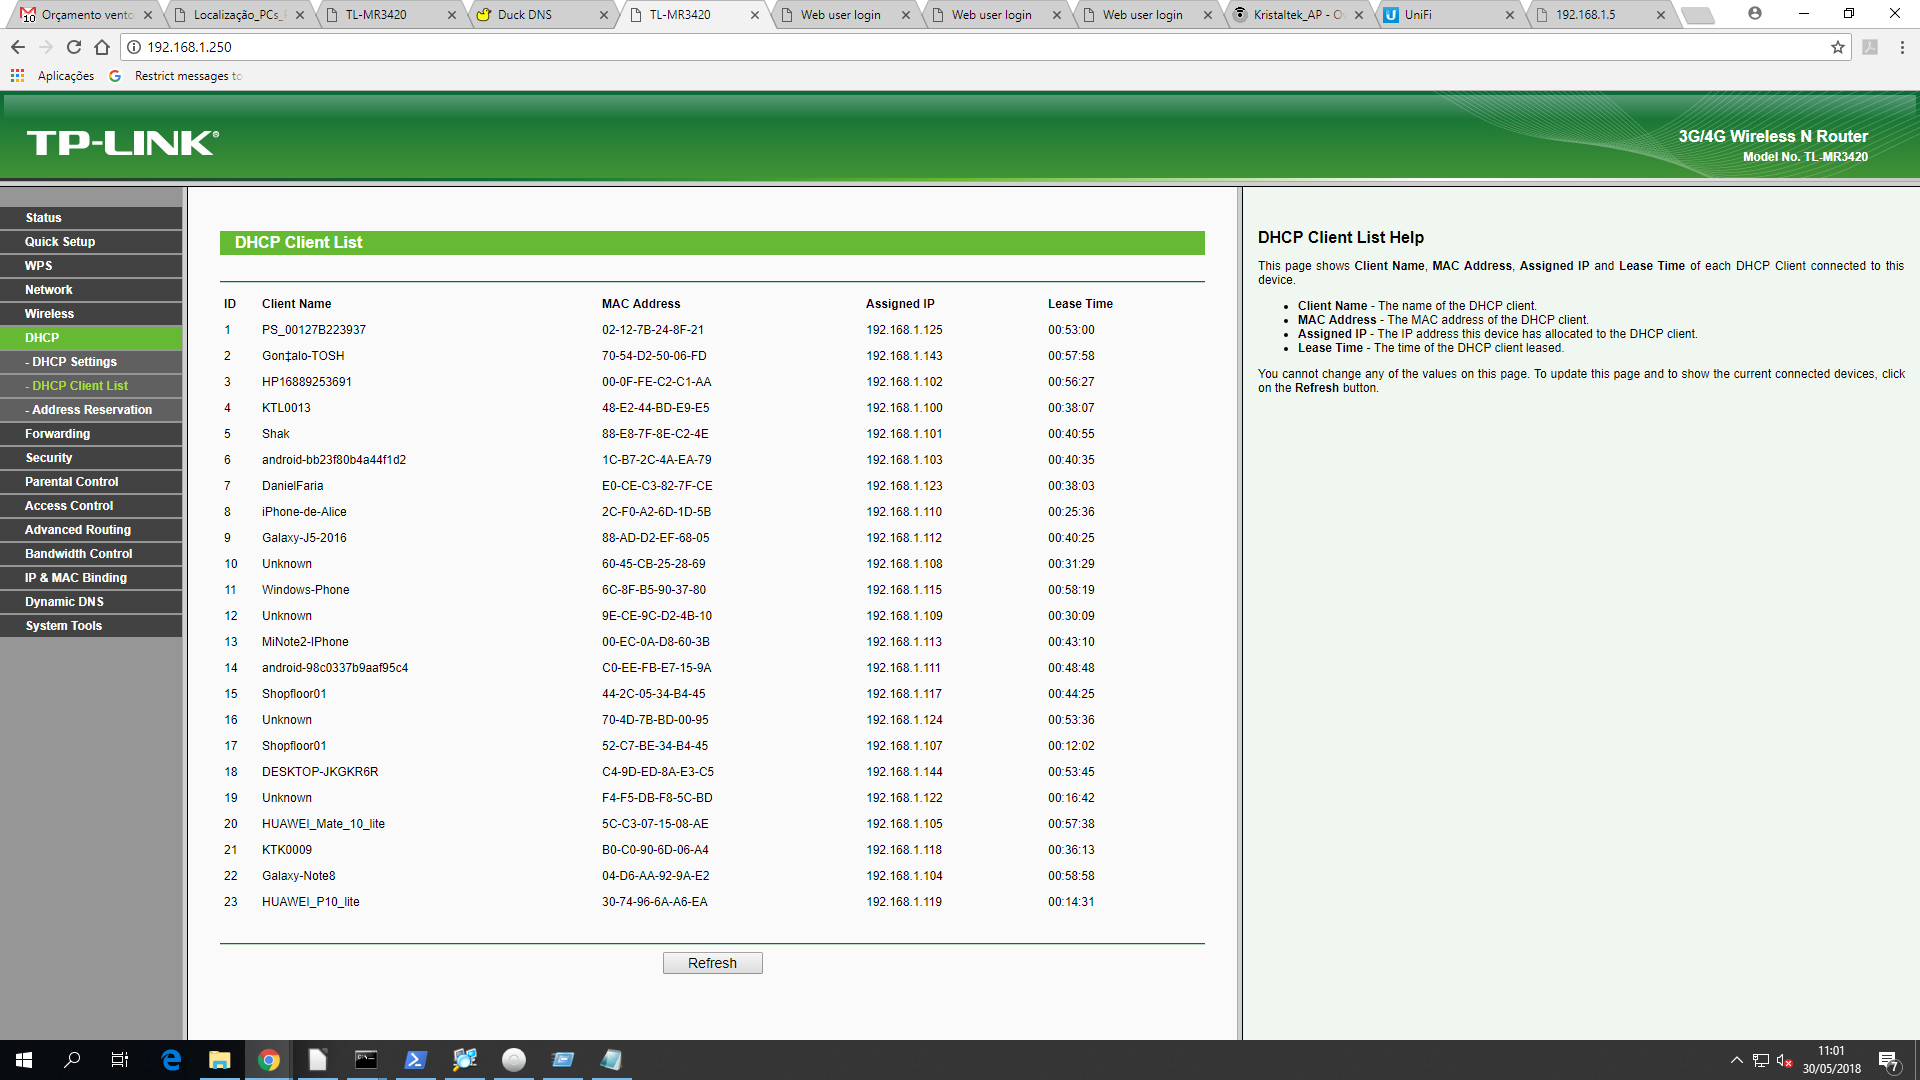 10 Orçamento vento
Localização_PCs_
TL-MR3420
Duck DNS
TL-MR3420
Web user login
Web user login
Web user login
Kristaltek_AP - O
UniFi
192.168.1.5
192.168.1.250
Aplicações
Restrict messages to
TP-LINK®
3G/4G Wireless N Router
Model No. TL-MR3420
Status
Quick Setup
WPS
Network
Wireless
DHCP
- DHCP Settings
- DHCP Client List
- Address Reservation
Forwarding
Security
Parental Control
Access Control
Advanced Routing
Bandwidth Control
IP & MAC Binding
Dynamic DNS
System Tools
DHCP Client List
ID Client Name MAC Address Assigned IP Lease Time
1 PS_00127B223937 02-12-7B-24-8F-21 192.168.1.125 00:53:00
2 Gon‡alo-TOSH 70-54-D2-50-06-FD 192.168.1.143 00:57:58
3 HP16889253691 00-0F-FE-C2-C1-AA 192.168.1.102 00:56:27
4 KTL0013 48-E2-44-BD-E9-E5 192.168.1.100 00:38:07
5 Shak 88-E8-7F-8E-C2-4E 192.168.1.101 00:40:55
6 android-bb23f80b4a44f1d2 1C-B7-2C-4A-EA-79 192.168.1.103 00:40:35
7 DanielFaria E0-CE-C3-82-7F-CE 192.168.1.123 00:38:03
8 iPhone-de-Alice 2C-F0-A2-6D-1D-5B 192.168.1.110 00:25:36
9 Galaxy-J5-2016 88-AD-D2-EF-68-05 192.168.1.112 00:40:25
10 Unknown 60-45-CB-25-28-69 192.168.1.108 00:31:29
11 Windows-Phone 6C-8F-B5-90-37-80 192.168.1.115 00:58:19
12 Unknown 9E-CE-9C-D2-4B-10 192.168.1.109 00:30:09
13 MiNote2-IPhone 00-EC-0A-D8-60-3B 192.168.1.113 00:43:10
14 android-98c0337b9aaf95c4 C0-EE-FB-E7-15-9A 192.168.1.111 00:48:48
15 Shopfloor01 44-2C-05-34-B4-45 192.168.1.117 00:44:25
16 Unknown 70-4D-7B-BD-00-95 192.168.1.124 00:53:36
17 Shopfloor01 52-C7-BE-34-B4-45 192.168.1.107 00:12:02
18 DESKTOP-JKGKR6R C4-9D-ED-8A-E3-C5 192.168.1.144 00:53:45
19 Unknown F4-F5-DB-F8-5C-BD 192.168.1.122 00:16:42
20 HUAWEI_Mate_10_lite 5C-C3-07-15-08-AE 192.168.1.105 00:57:38
21 KTK0009 B0-C0-90-6D-06-A4 192.168.1.118 00:36:13
22 Galaxy-Note8 04-D6-AA-92-9A-E2 192.168.1.104 00:58:58
23 HUAWEI_P10_lite 30-74-96-6A-A6-EA 192.168.1.119 00:14:31
Refresh
DHCP Client List Help
This page shows Client Name, MAC Address, Assigned IP and Lease Time of each DHCP Client connected to this
device.
• Client Name - The name of the DHCP client.
• MAC Address - The MAC address of the DHCP client.
• Assigned IP - The IP address this device has allocated to the DHCP client.
• Lease Time - The time of the DHCP client leased.
You cannot change any of the values on this page. To update this page and to show the current connected devices, click
on the Refresh button.
11:01
30/05/2018
7